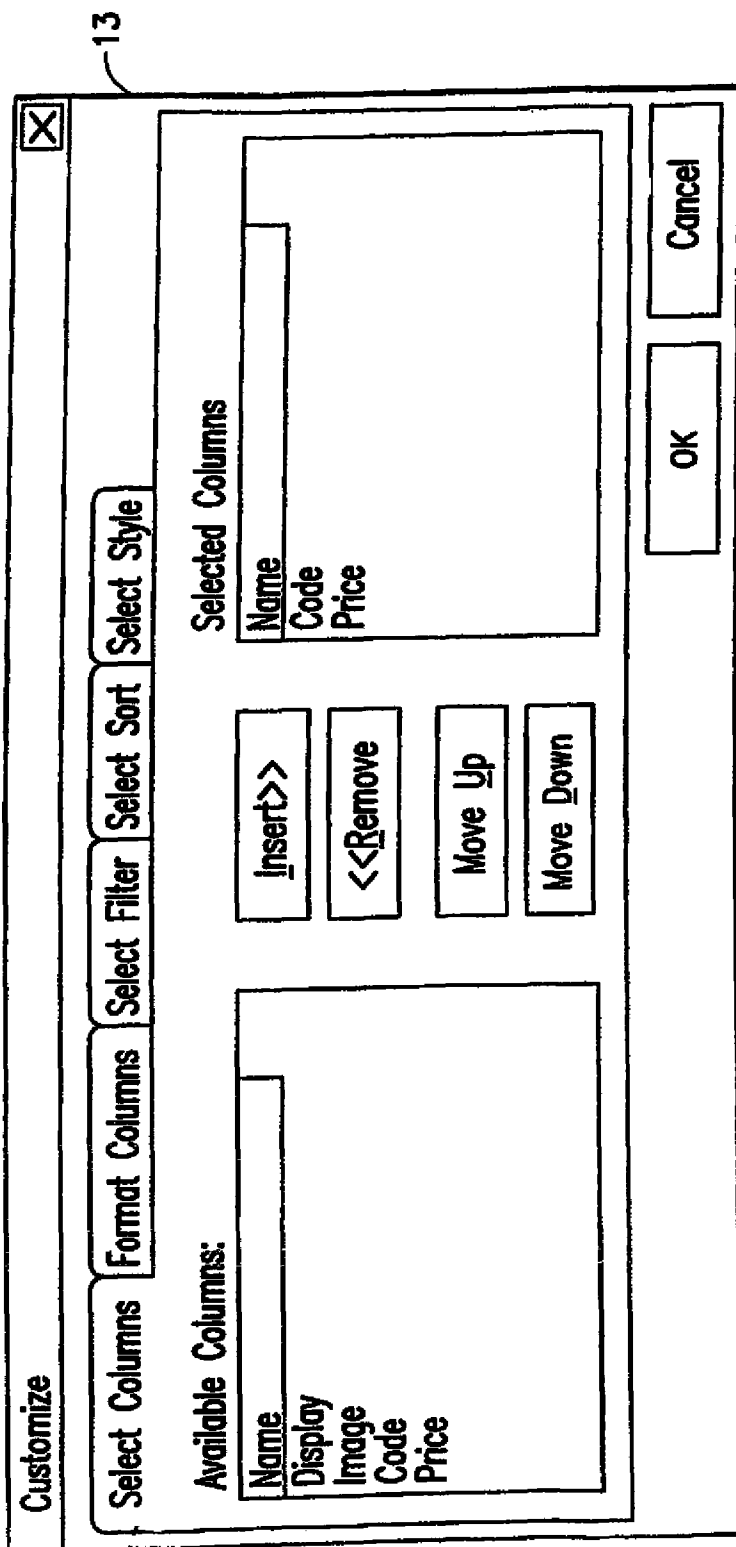 13
Customize
Select Columns Format Columns Select Filter Select Sort Select Style
Available Columns:
Name
Display
Image
Code
Price
Insert>>
<<Remove
Move Up
Move Down
Selected Columns
Name
Code
Price
OK
Cancel